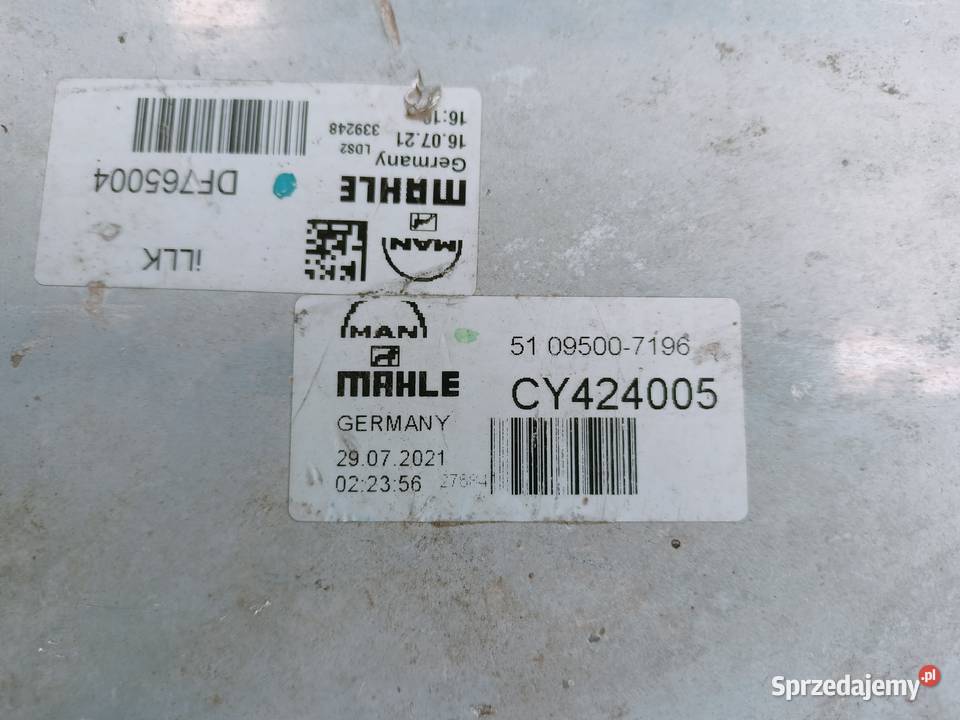 iLLK
DF765004
MAN
MAHLE
Germany
LDS2
339248
16.07.21
MAN
MAHLE
GERMANY
29.07.2021
02:23:56
51 09500-7196
CY424005
Sprzedajemy.pl